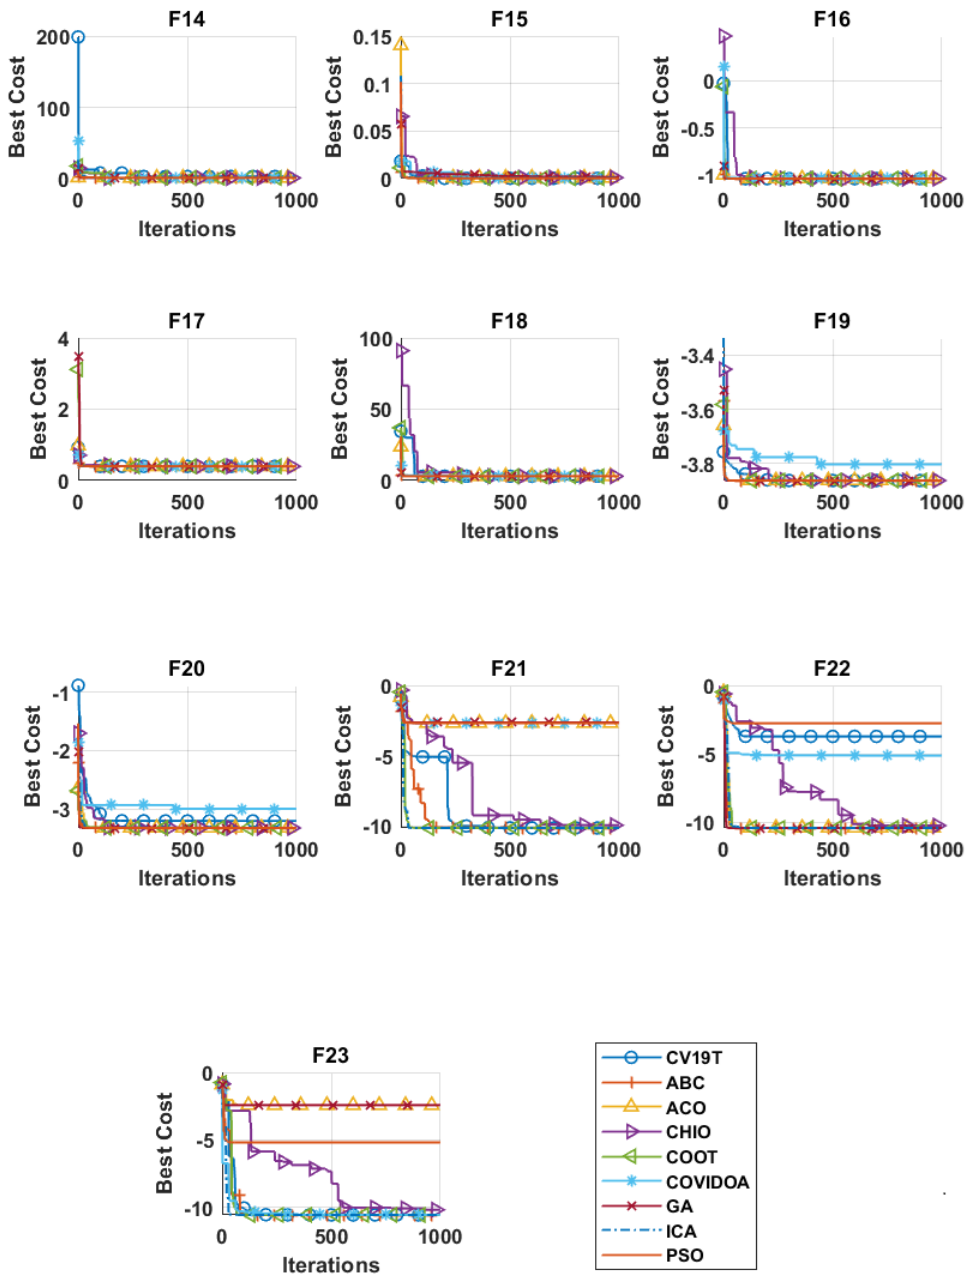 F14 F15 F16
200
100
0
Best Cost
0 500 1000
Iterations
0.15
0.1
0.05
0
Best Cost
0 500 1000
Iterations
0
-0.5
-1
Best Cost
0 500 1000
Iterations
F17 F18 F19
4
2
0
Best Cost
0 500 1000
Iterations
100
50
0
Best Cost
0 500 1000
Iterations
-3.4
-3.6
-3.8
Best Cost
0 500 1000
Iterations
F20 F21 F22
-1
-2
-3
Best Cost
0 500 1000
Iterations
0
-5
-10
Best Cost
0 500 1000
Iterations
0
-5
-10
Best Cost
0 500 1000
Iterations
F23
0
-5
-10
Best Cost
0 500 1000
Iterations
CV19T
ABC
ACO
CHIO
COOT
COVIDOA
GA
ICA
PSO